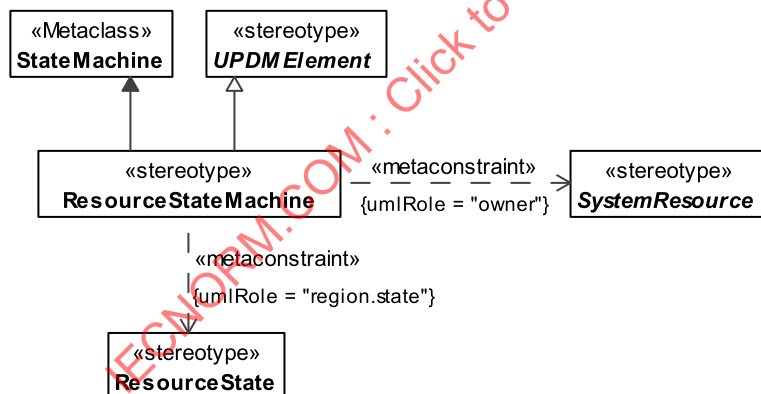 «Metaclass»
StateMachine
«stereotype»
UPDMElement
«stereotype»
ResourceStateMachine
«metaconstraint»
{umlRole = "owner"}
«stereotype»
SystemResource
«metaconstraint»
{umlRole = "region.state"}
«stereotype»
ResourceState
IECNORM.COM : Click to